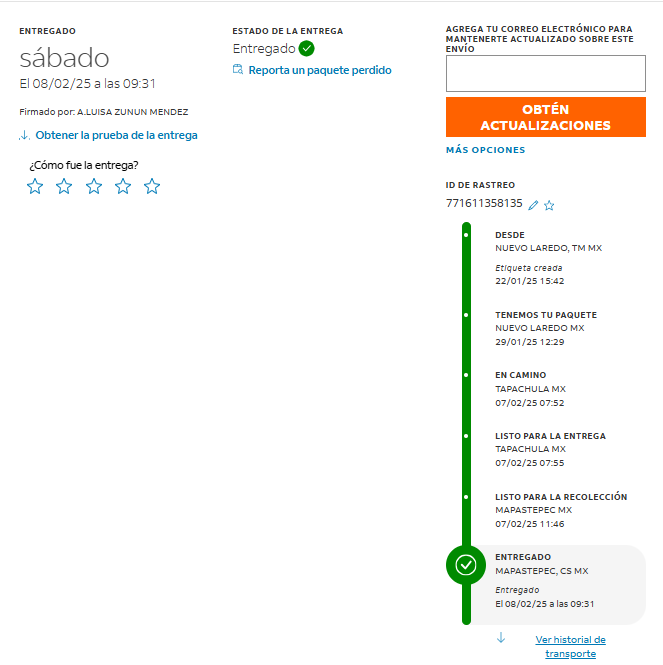 ENTREGADO
sábado
El 08/02/25 a las 09:31
Firmado por: A.LUISA ZUNUN MENDEZ
Obtener la prueba de la entrega
¿Cómo fue la entrega?
ESTADO DE LA ENTREGA
Entregado
Reporta un paquete perdido
AGREGA TU CORREO ELECTRÓNICO PARA
MANTENERTE ACTUALIZADO SOBRE ESTE
ENVÍO
OBTÉN
ACTUALIZACIONES
MÁS OPCIONES
ID DE RASTREO
771611358135
DESDE
NUEVO LAREDO, TM MX
Etiqueta creada
22/01/25 15:42
TENEMOS TU PAQUETE
NUEVO LAREDO MX
29/01/25 12:29
EN CAMINO
TAPACHULA MX
07/02/25 07:52
LISTO PARA LA ENTREGA
TAPACHULA MX
07/02/25 07:55
LISTO PARA LA RECOLECCIÓN
MAPASTEPEC MX
07/02/25 11:46
ENTREGADO
MAPASTEPEC, CS MX
Entregado
El 08/02/25 a las 09:31
Ver historial de
transporte